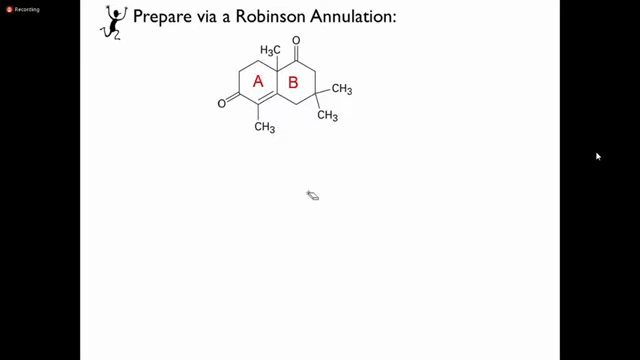 Recording
Prepare via a Robinson Annulation:
O
H3C
A B
CH3
O
CH3
CH3